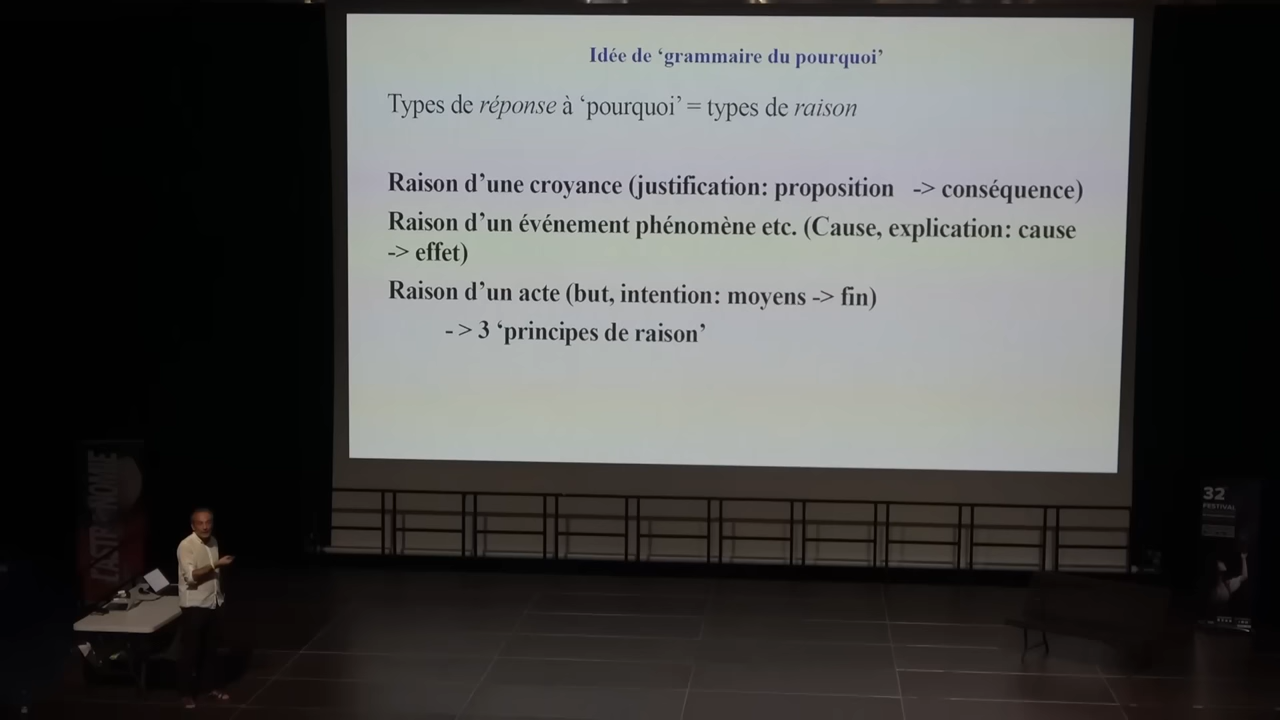 Idée de ‘grammaire du pourquoi’
Types de réponse à ‘pourquoi’ = types de raison
Raison d’une croyance (justification: proposition -> conséquence)
Raison d’un événement phénomène etc. (Cause, explication: cause
-> effet)
Raison d’un acte (but, intention: moyens -> fin)
-> 3 ‘principes de raison’
L'ASTRONOMIE
32
FESTIVAL